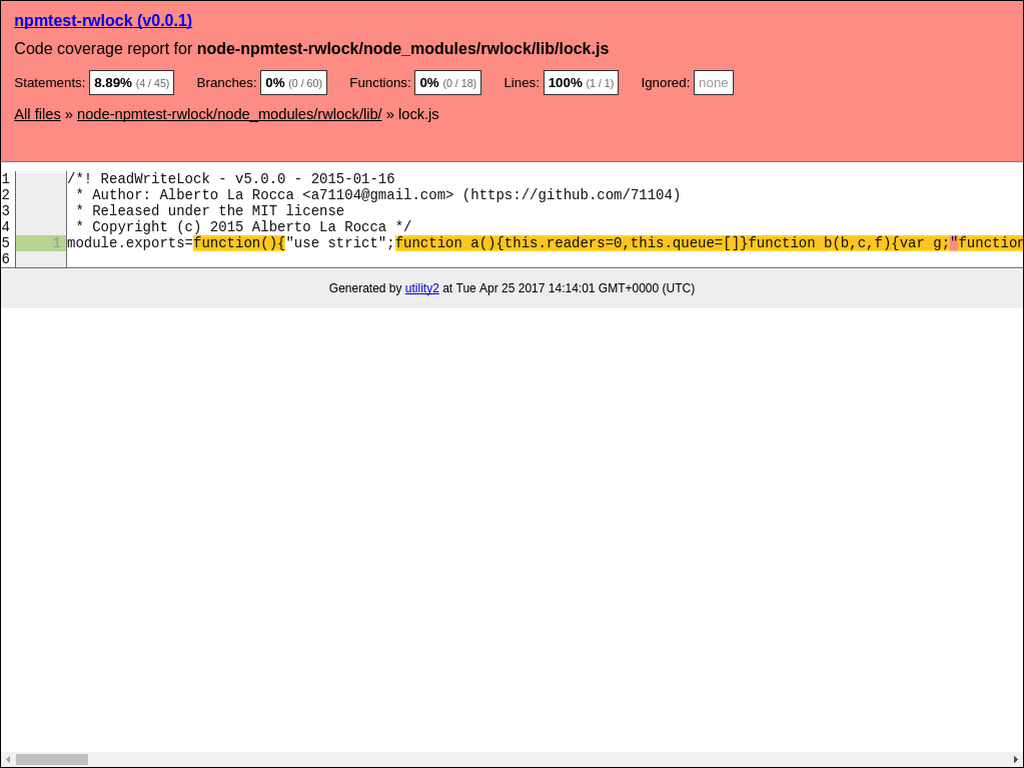 npmtest-rwlock (v0.0.1)
Code coverage report for node-npmtest-rwlock/node_modules/rwlock/lib/lock.js
Statements: 8.89% (4 / 45) Branches: 0% (0 / 60) Functions: 0% (0 / 18) Lines: 100% (1 / 1) Ignored: none
All files » node-npmtest-rwlock/node_modules/rwlock/lib/ » lock.js
1 /*! ReadWriteLock - v5.0.0 - 2015-01-16
2  * Author: Alberto La Rocca <a71104@gmail.com> (https://github.com/71104)
3  * Released under the MIT license
4  * Copyright (c) 2015 Alberto La Rocca */
5 1 module.exports=function(){"use strict";function a(){this.readers=0,this.queue=[]}function b(b,c,f){var g;"function
6
Generated by utility2 at Tue Apr 25 2017 14:14:01 GMT+0000 (UTC)